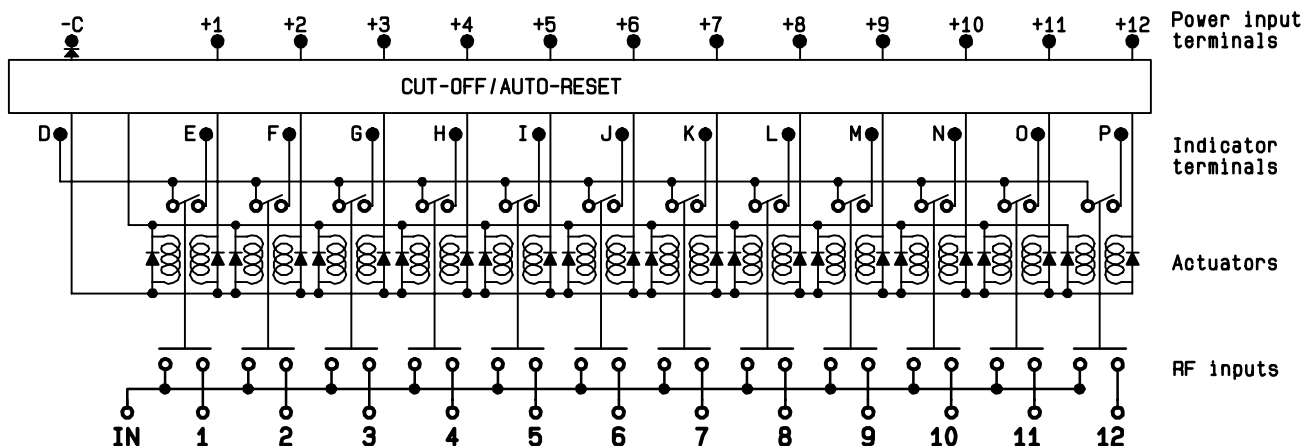 -C +1 +2 +3 +4 +5 +6 +7 +8 +9 +10 +11 +12
Power input
terminals
CUT-OFF/AUTO-RESET
D E F G H I J K L M N O P
Indicator
terminals
Actuators
RF inputs
IN 1 2 3 4 5 6 7 8 9 10 11 12